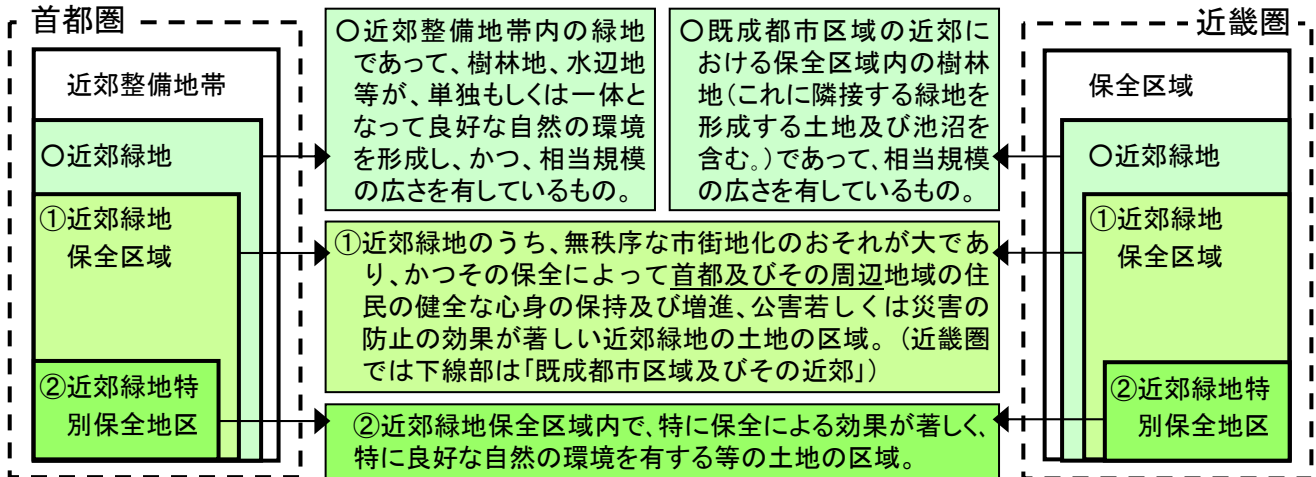 首都圏
近郊整備地帯
〇近郊緑地
①近郊緑地
保全区域
②近郊緑地特
別保全地区
〇近郊整備地帯内の緑地
であって、樹林地、水辺地
等が、単独もしくは一体と
なって良好な自然の環境
を形成し、かつ、相当規模
の広さを有しているもの。
〇既成都市区域の近郊に
おける保全区域内の樹林
地（これに隣接する緑地を
形成する土地及び池沼を
含む。）であって、相当規模
の広さを有しているもの。
①近郊緑地のうち、無秩序な市街地化のおそれが大であ
り、かつその保全によって首都及びその周辺地域の住
民の健全な心身の保持及び増進、公害若しくは災害の
防止の効果が著しい近郊緑地の土地の区域。（近畿圏
では下線部は「既成都市区域及びその近郊」）
②近郊緑地保全区域内で、特に保全による効果が著しく、
特に良好な自然の環境を有する等の土地の区域。
近畿圏
保全区域
〇近郊緑地
①近郊緑地
保全区域
②近郊緑地特
別保全地区